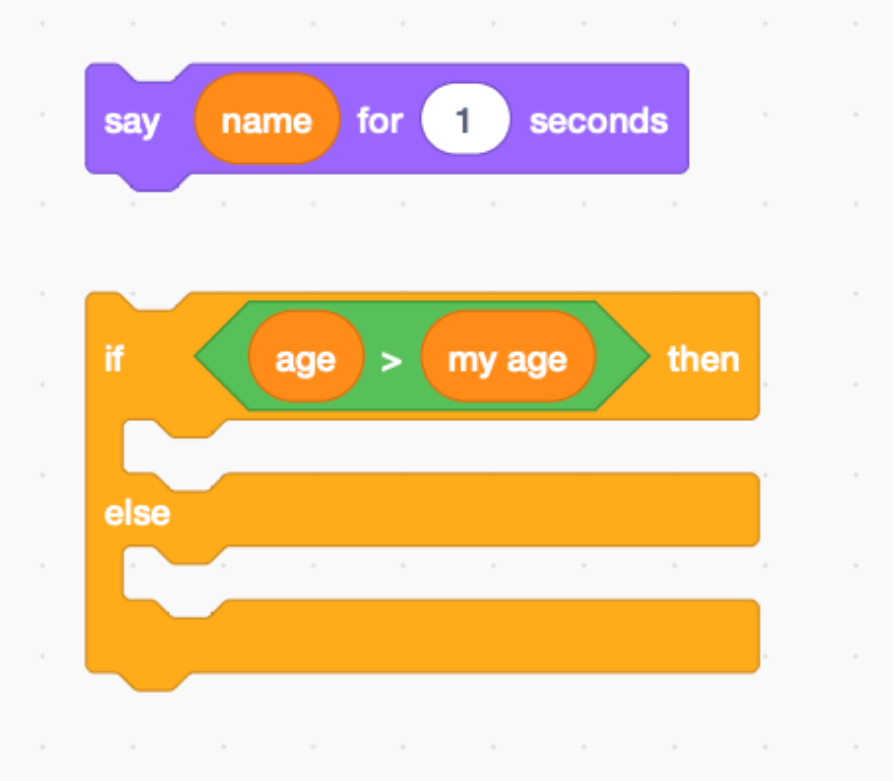 say name for 1 seconds
if age > my age then
else